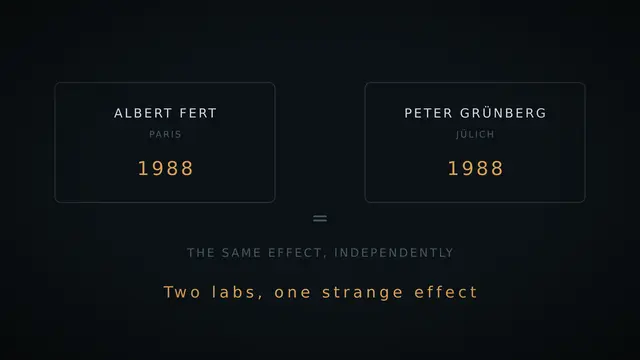 ALBERT FERT
PARIS
1988
PETER GRÜNBERG
JÜLICH
1988
=
THE SAME EFFECT, INDEPENDENTLY
Two labs, one strange effect